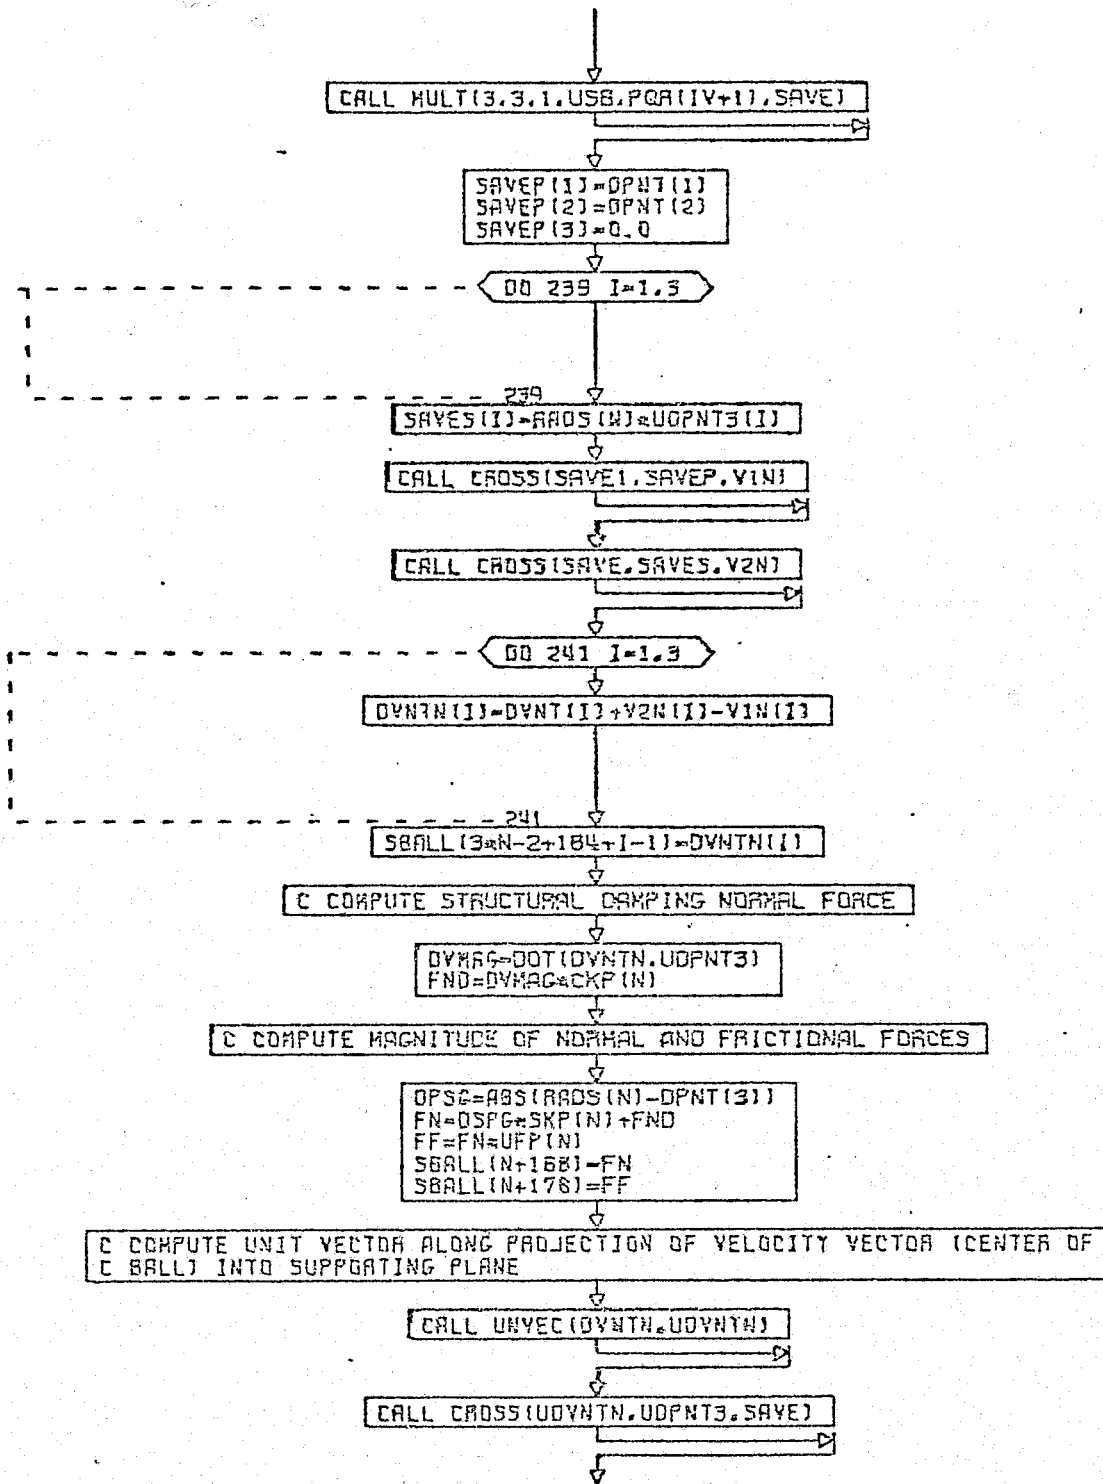 CALL MULT(3,3,1,USB,PQR(IV+1),SAVE)
SAVEP(1)=DPNT(1)
SAVEP(2)=DPNT(2)
SAVEP(3)=0.0
DO 239 I=1,3
239
SAVES(I)=RADS(N)*UDPNT3(I)
CALL CROSS(SAVE1,SAVEP,V1N)
CALL CROSS(SAVE,SAVES,V2N)
DO 241 I=1,3
DVNTN(I)=DVNT(I)+V2N(I)-V1N(I)
241
SBALL(3*N-2+184+I-1)=DVNTN(I)
C COMPUTE STRUCTURAL DAMPING NORMAL FORCE
DVMAG=DOT(DVNTN,UDPNT3)
FND=DVMAG*CKP(N)
C COMPUTE MAGNITUDE OF NORMAL AND FRICTIONAL FORCES
DPSG=ABS(RADS(N)-DPNT(3))
FN=DSPG*SKP(N)+FND
FF=FN*UFP(N)
SBALL(N+168)=FN
SBALL(N+176)=FF
C COMPUTE UNIT VECTOR ALONG PROJECTION OF VELOCITY VECTOR (CENTER OF
C BALL) INTO SUPPORTING PLANE
CALL UNVEC(DVNTN,UDVNTN)
CALL CROSS(UDVNTN,UDPNT3,SAVE)